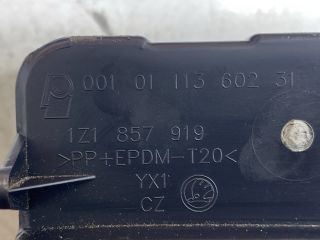 001 01 113 602 31
1Z1 857 919
>PP+EPDM-T20<
YX1
CZ